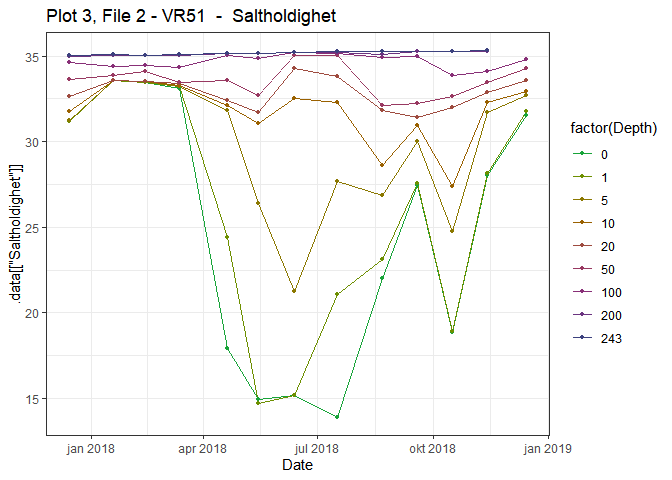 Plot 3, File 2 - VR51  -  Saltholdighet
.data[["Saltholdighet"]]
35
30
25
20
15
jan 2018
apr 2018
jul 2018
okt 2018
jan 2019
Date
factor(Depth)
0
1
5
10
20
50
100
200
243